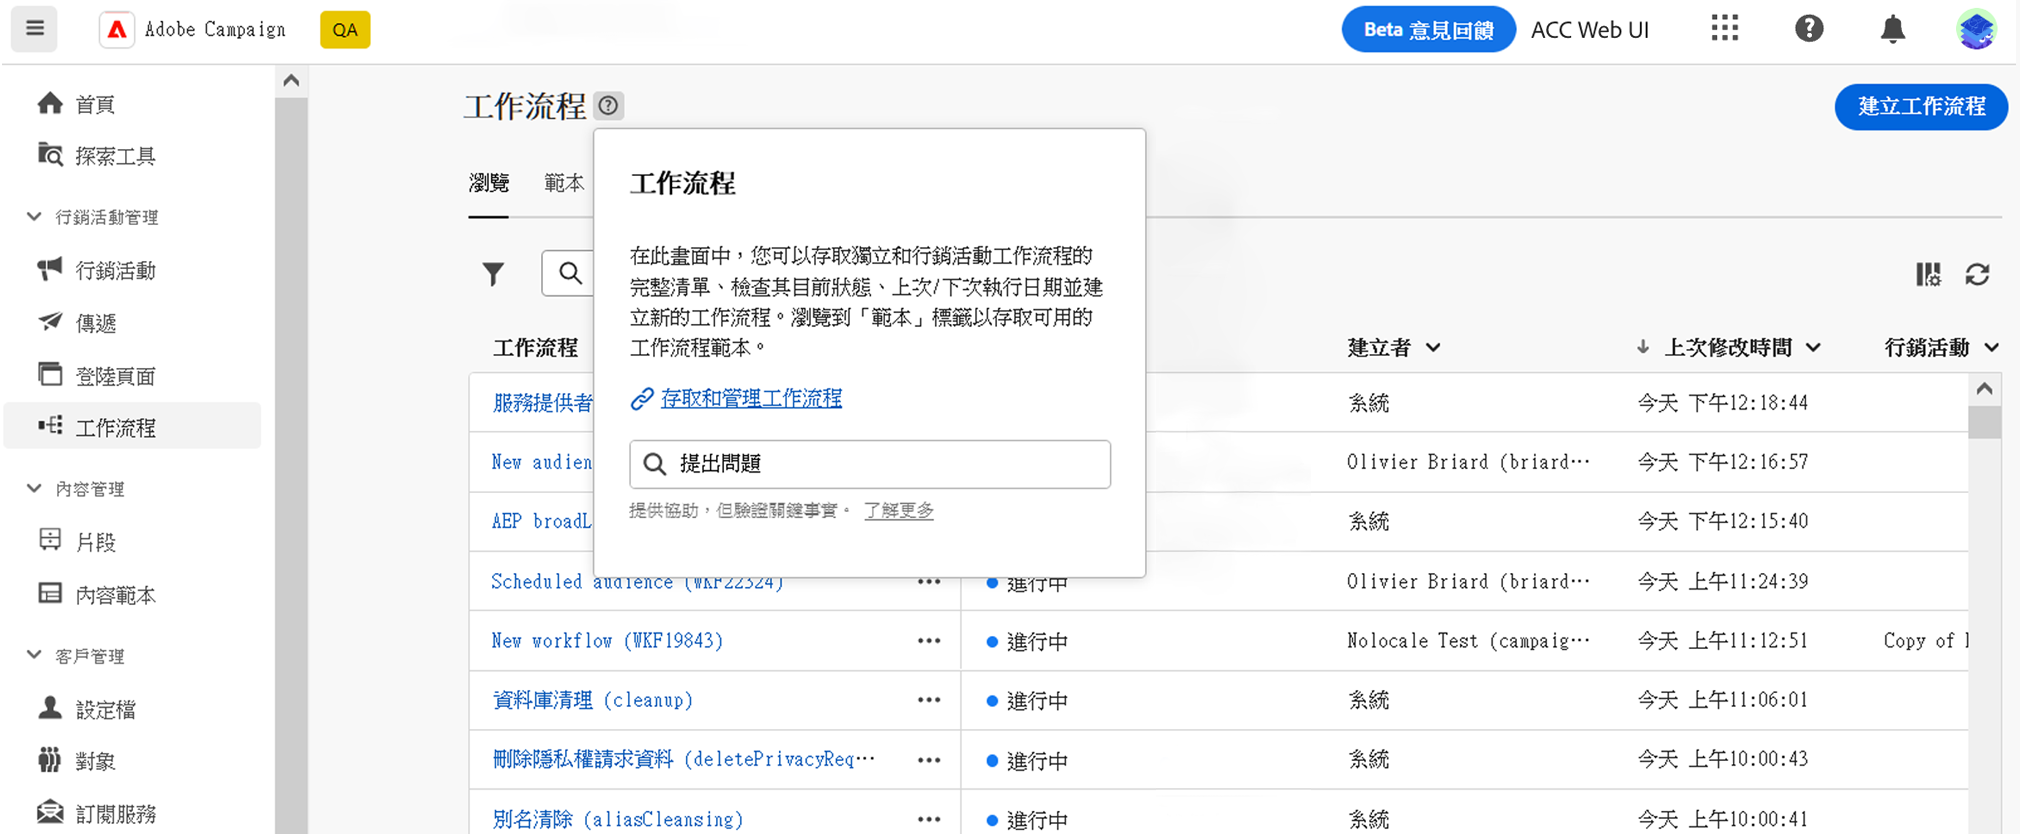 Adobe Campaign QA Beta 意見回饋 ACC Web UI
首頁
探索工具
行銷活動管理
行銷活動
傳遞
登陸頁面
工作流程
內容管理
片段
內容範本
客戶管理
設定檔
對象
訂閱服務
工作流程
建立工作流程
瀏覽 範本
工作流程
在此畫面中，您可以存取獨立和行銷活動工作流程的
完整清單、檢查其目前狀態、上次/下次執行日期並建
立新的工作流程。瀏覽到「範本」標籤以存取可用的
工作流程範本。
存取和管理工作流程
提出問題
提供協助，但驗證關鍵事實。 了解更多
工作流程 建立者 上次修改時間 行銷活動
服務提供者 系統 今天 下午12:18:44
New audien Olivier Briard (briard… 今天 下午12:16:57
AEP broadL 系統 今天 下午12:15:40
Scheduled audience (WKF22324) 進行中 Olivier Briard (briard… 今天 上午11:24:39
New workflow (WKF19843) 進行中 Nolocale Test (campaig… 今天 上午11:12:51 Copy of
資料庫清理 (cleanup) 進行中 系統 今天 上午11:06:01
刪除隱私權請求資料 (deletePrivacyReq… 進行中 系統 今天 上午10:00:43
別名清除 (aliasCleansing) 進行中 系統 今天 上午10:00:41